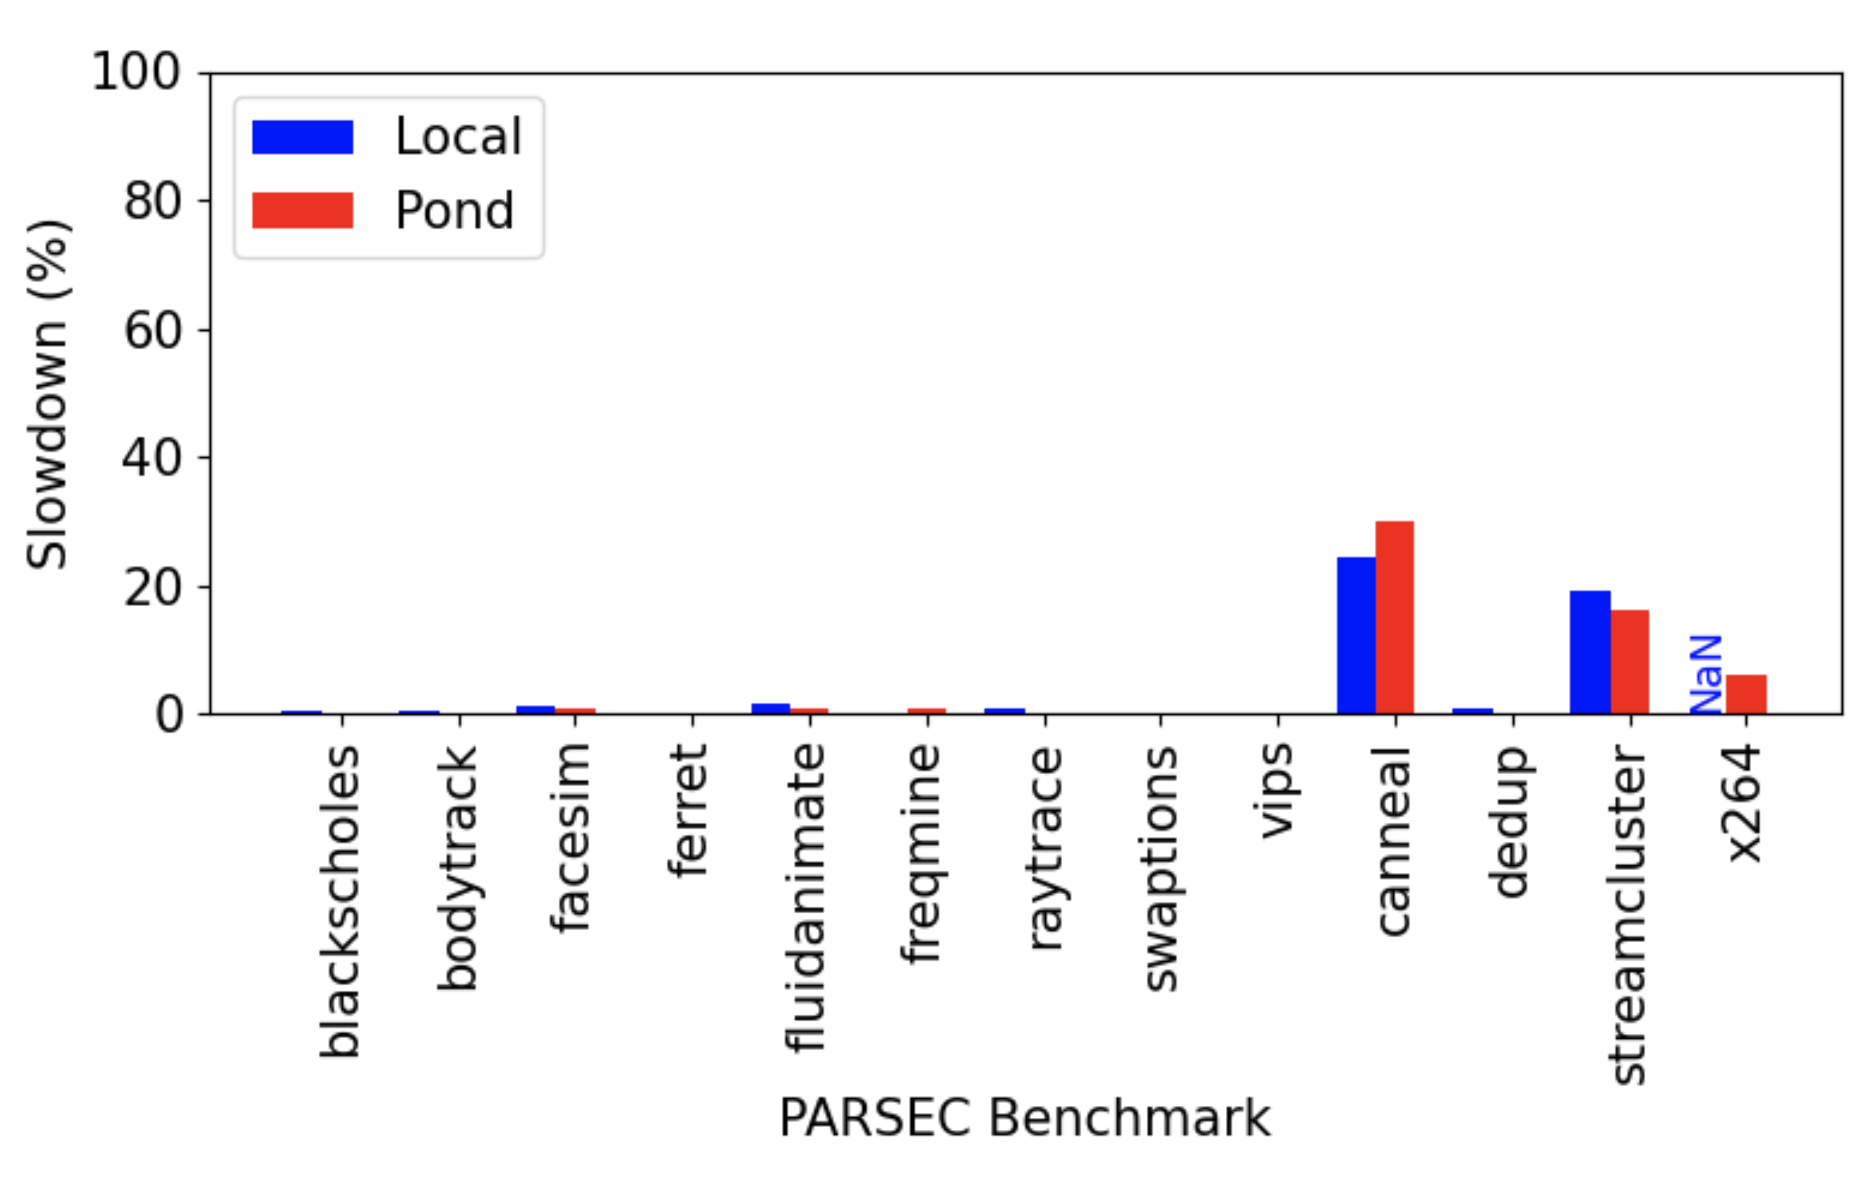 100
80
60
40
20
0
Slowdown (%)
Local
Pond
NaN
blackscholes
bodytrack
facesim
ferret
fluidanimate
freqmine
raytrace
swaptions
vips
canneal
dedup
streamcluster
x264
PARSEC Benchmark